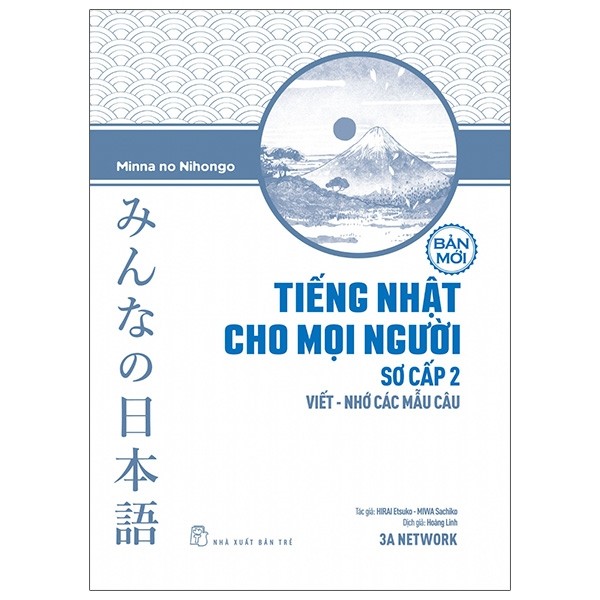 Minna no Nihongo
みんなの日本語
BẢN
MỚI
TIẾNG NHẬT
CHO MỌI NGƯỜI
SƠ CẤP 2
VIẾT - NHỚ CÁC MẪU CÂU
Tác giả: HIRAI Etsuko - MIWA Sachiko
Dịch giả: Hoàng Linh
3A NETWORK
NHÀ XUẤT BẢN TRẺ